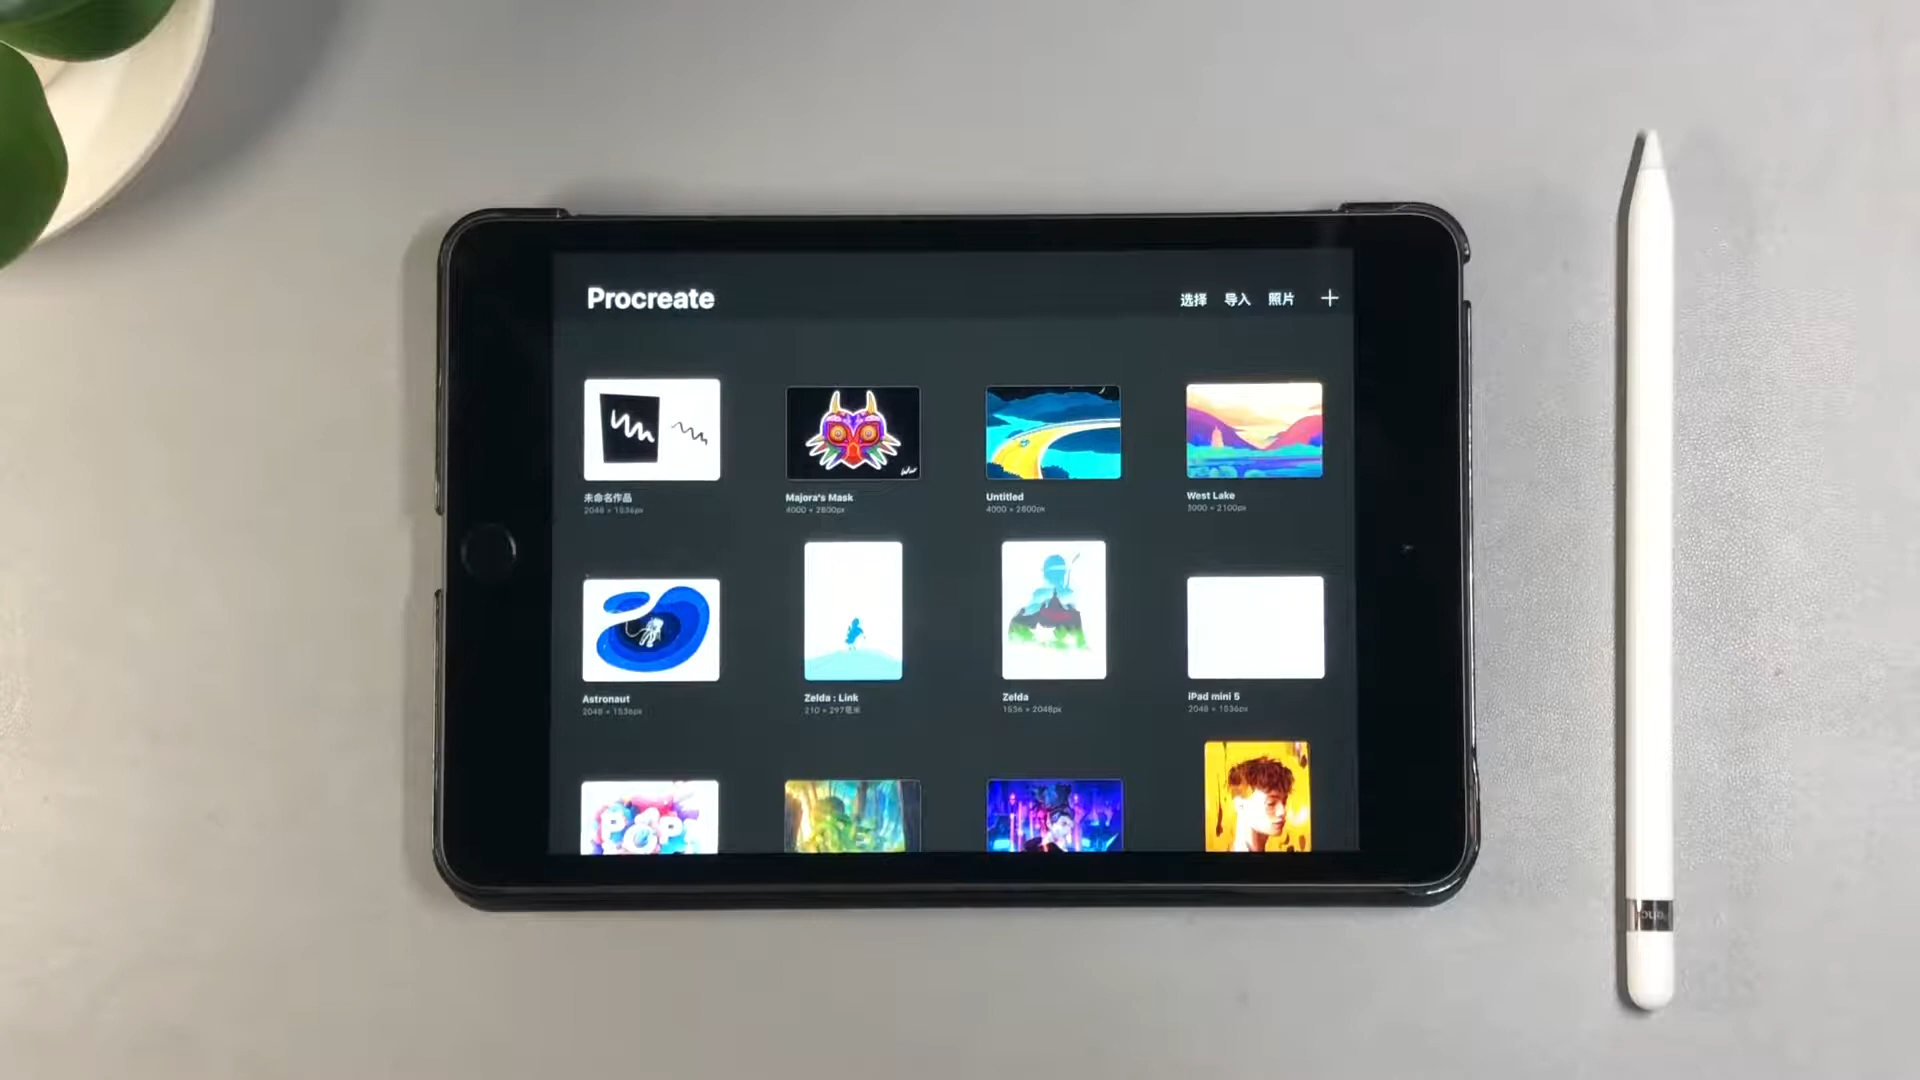 Procreate
选择 导入 照片
未命名作品
2048 × 1536px
Majora's Mask
4000 × 2800px
Untitled
4000 × 2800px
West Lake
3000 × 2100px
Astronaut
2048 × 1536px
Zelda : Link
210 × 297毫米
Zelda
1536 × 2048px
iPad mini 5
2048 × 1536px
POP